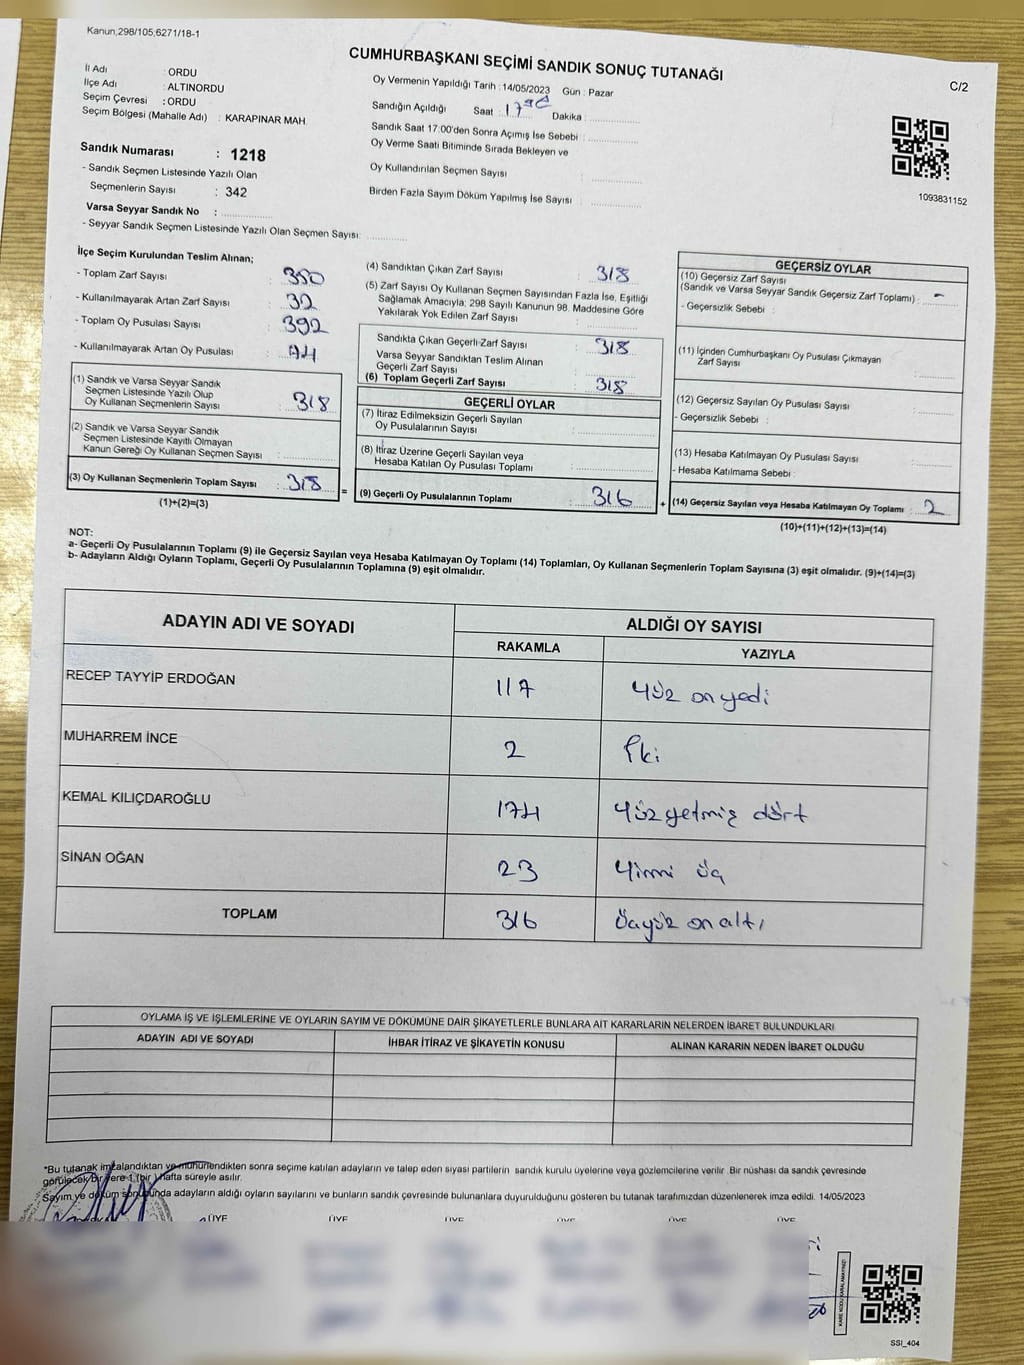 Kanun,298/105,6271/18-1
CUMHURBAŞKANI SEÇİMİ SANDIK SONUÇ TUTANAĞI
C/2
İl Adı : ORDU
İlçe Adı : ALTINORDU
Seçim Çevresi : ORDU
Seçim Bölgesi (Mahalle Adı) : KARAPINAR MAH.
Oy Vermenin Yapıldığı Tarih : 14/05/2023 Gün : Pazar
Sandığın Açıldığı Saat : Dakika :
Sandık Saat 17:00'den Sonra Açımış İse Sebebi :
Oy Verme Saati Bitiminde Sırada Bekleyen ve
Oy Kullandırılan Seçmen Sayısı :
Birden Fazla Sayım Döküm Yapılmış İse Sayısı :
1093831152
Sandık Numarası : 1218
- Sandık Seçmen Listesinde Yazılı Olan
Seçmenlerin Sayısı : 342
Varsa Seyyar Sandık No :
- Seyyar Sandık Seçmen Listesinde Yazılı Olan Seçmen Sayısı:
İlçe Seçim Kurulundan Teslim Alınan;
- Toplam Zarf Sayısı : 350
- Kullanılmayarak Artan Zarf Sayısı : 32
- Toplam Oy Pusulası Sayısı : 392
- Kullanılmayarak Artan Oy Pusulası : 74
(1) Sandık ve Varsa Seyyar Sandık
Seçmen Listesinde Yazılı Olup
Oy Kullanan Seçmenlerin Sayısı : 318
(2) Sandık ve Varsa Seyyar Sandık
Seçmen Listesinde Kayıtlı Olmayan
Kanun Gereği Oy Kullanan Seçmen Sayısı :
(3) Oy Kullanan Seçmenlerin Toplam Sayısı : 318
(1)+(2)=(3)
=
(4) Sandıktan Çıkan Zarf Sayısı : 318
(5) Zarf Sayısı Oy Kullanan Seçmen Sayısından Fazla İse, Eşitliği
Sağlamak Amacıyla; 298 Sayılı Kanunun 98. Maddesine Göre
Yakılarak Yok Edilen Zarf Sayısı :
Sandıkta Çıkan Geçerli Zarf Sayısı : 318
Varsa Seyyar Sandıktan Teslim Alınan
Geçerli Zarf Sayısı :
(6) Toplam Geçerli Zarf Sayısı : 318
GEÇERLİ OYLAR
(7) İtiraz Edilmeksizin Geçerli Sayılan
Oy Pusulalarının Sayısı :
(8) İtiraz Üzerine Geçerli Sayılan veya
Hesaba Katılan Oy Pusulası Toplamı :
(9) Geçerli Oy Pusulalarının Toplamı : 316
+
GEÇERSİZ OYLAR
(10) Geçersiz Zarf Sayısı
(Sandık ve Varsa Seyyar Sandık Geçersiz Zarf Toplamı) : -
- Geçersizlik Sebebi :
(11) İçinden Cumhurbaşkanı Oy Pusulası Çıkmayan
Zarf Sayısı :
(12) Geçersiz Sayılan Oy Pusulası Sayısı :
- Geçersizlik Sebebi :
(13) Hesaba Katılmayan Oy Pusulası Sayısı :
- Hesaba Katılmama Sebebi :
(14) Geçersiz Sayılan veya Hesaba Katılmayan Oy Toplamı : 2
(10)+(11)+(12)+(13)=(14)
NOT:
a- Geçerli Oy Pusulalarının Toplamı (9) ile Geçersiz Sayılan veya Hesaba Katılmayan Oy Toplamı (14) Toplamları, Oy Kullanan Seçmenlerin Toplam Sayısına (3) eşit olmalıdır. (9)+(14)=(3)
b- Adayların Aldığı Oyların Toplamı, Geçerli Oy Pusulalarının Toplamına (9) eşit olmalıdır.
ADAYIN ADI VE SOYADI
ALDIĞI OY SAYISI
RAKAMLA YAZIYLA
RECEP TAYYİP ERDOĞAN 117 Yüz on yedi
MUHARREM İNCE 2 İki
KEMAL KILIÇDAROĞLU 174 Yüz yetmiş dört
SİNAN OĞAN 23 Yirmi üç
TOPLAM 316 Üçyüz on altı
OYLAMA İŞ VE İŞLEMLERİNE VE OYLARIN SAYIM VE DÖKÜMÜNE DAİR ŞİKAYETLERLE BUNLARA AİT KARARLARIN NELERDEN İBARET BULUNDUKLARI
ADAYIN ADI VE SOYADI İHBAR İTİRAZ VE ŞİKAYETİN KONUSU ALINAN KARARIN NEDEN İBARET OLDUĞU
*Bu tutanak imzalandıktan ve mühürlendikten sonra seçime katılan adayların ve talep eden siyasi partilerin sandık kurulu üyelerine veya gözlemcilerine verilir. Bir nüshası da sandık çevresinde
görülecek bir yere 1 (bir ) hafta süreyle asılır.
Sayım ve döküm sonucunda adayların aldığı oyların sayılarını ve bunların sandık çevresinde bulunanlara duyurulduğunu gösteren bu tutanak tarafımızdan düzenlenerek imza edildi. 14/05/2023
ÜYE ÜYE ÜYE ÜYE ÜYE ÜYE
KARE KODU KARALAMAYINIZ!
SSI_404